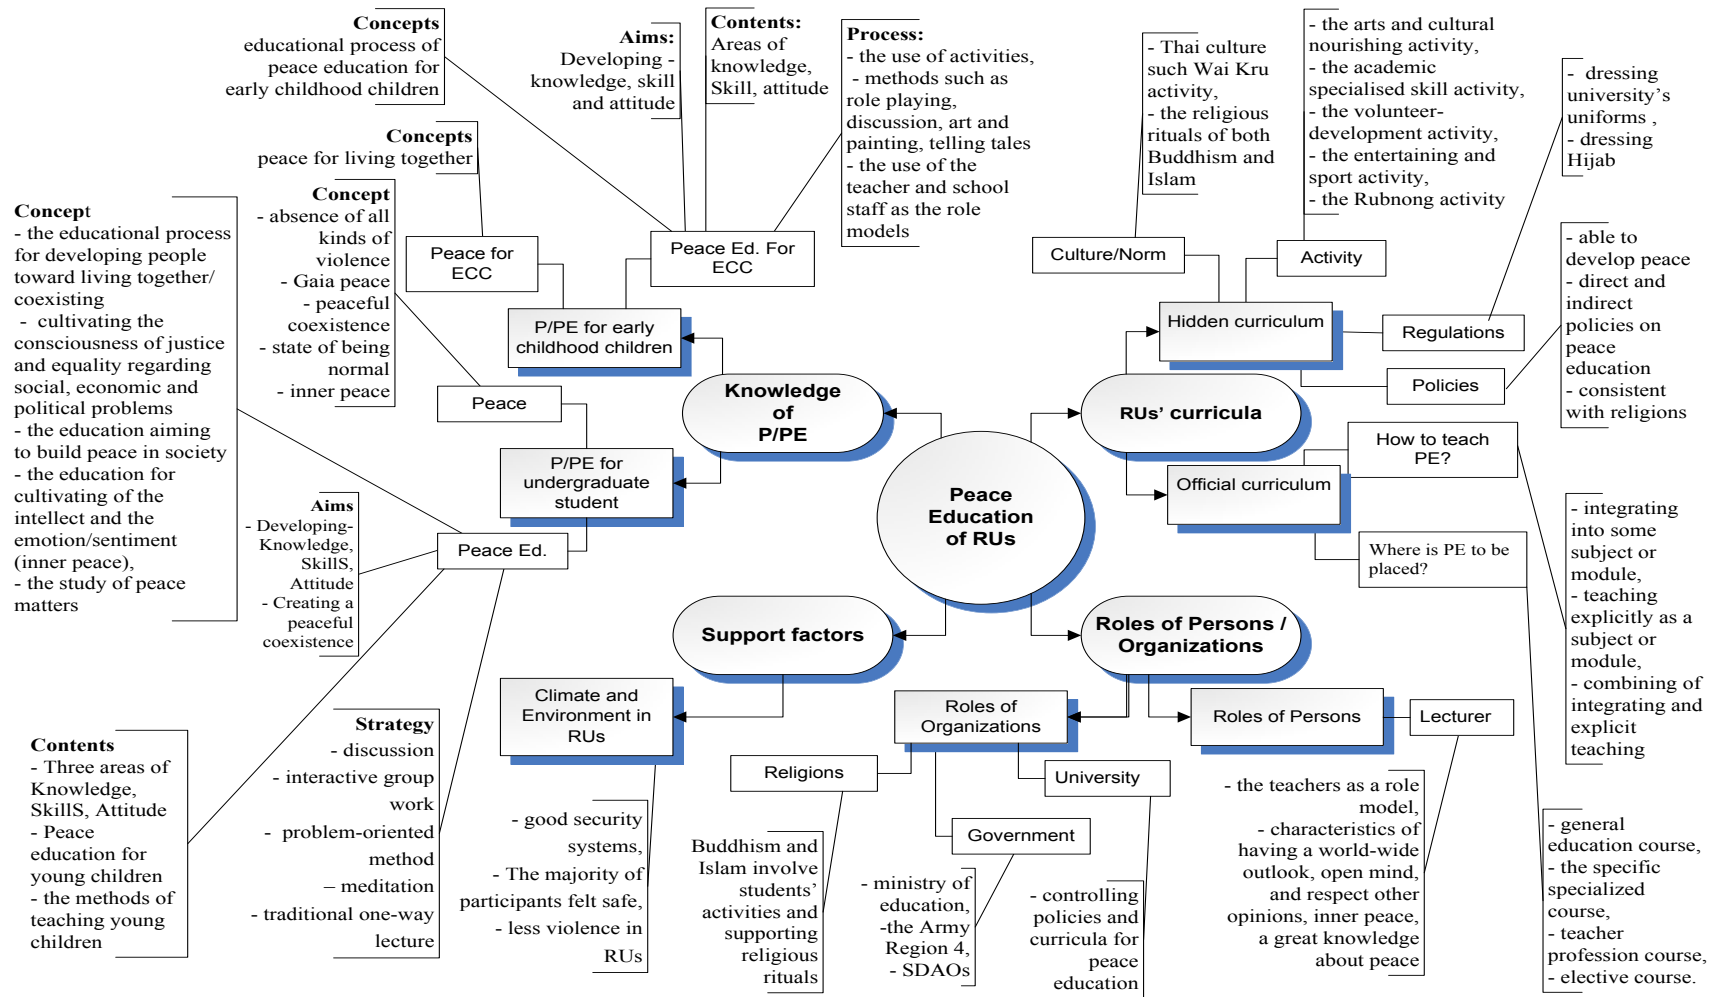 Concepts
educational process of
peace education for
early childhood children
Aims:
Developing -
knowledge, skill
and attitude
Contents:
Areas of
knowledge,
Skill, attitude
Process:
- the use of activities,
- methods such as
role playing,
discussion, art and
painting, telling tales
- the use of the
teacher and school
staff as the role
models
- Thai culture
such Wai Kru
activity,
- the religious
rituals of both
Buddhism and
Islam
- the arts and cultural
nourishing activity,
- the academic
specialised skill activity,
- the volunteer-
development activity,
- the entertaining and
sport activity,
- the Rubnong activity
- dressing
university's
uniforms ,
- dressing
Hijab
Concepts
peace for living together
Concept
- absence of all
kinds of
violence
- Gaia peace
- peaceful
coexistence
- state of being
normal
- inner peace
Concept
- the educational process
for developing people
toward living together/
coexisting
- cultivating the
consciousness of justice
and equality regarding
social, economic and
political problems
- the education aiming
to build peace in society
- the education for
cultivating of the
intellect and the
emotion/sentiment
(inner peace),
- the study of peace
matters
Peace for
ECC
Peace Ed. For
ECC
Culture/Norm
Activity
- able to
develop peace
- direct and
indirect
policies on
peace
education
- consistent
with religions
P/PE for early
childhood children
Hidden curriculum
Regulations
Policies
Peace
Knowledge
of
P/PE
RUs' curricula
How to teach
PE?
P/PE for
undergraduate
student
Official curriculum
Peace
Education
of RUs
Where is PE to be
placed?
- integrating
into some
subject or
module,
- teaching
explicitly as a
subject or
module,
- combining of
integrating and
explicit
teaching
Aims
- Developing-
Knowledge,
SkillS,
Attitude
- Creating a
peaceful
coexistence
Peace Ed.
Support factors
Roles of Persons /
Organizations
Climate and
Environment in
RUs
Roles of
Organizations
Roles of Persons
Lecturer
Contents
- Three areas of
Knowledge,
SkillS, Attitude
- Peace
education for
young children
- the methods of
teaching young
children
Strategy
- discussion
- interactive group
work
- problem-oriented
method
– meditation
- traditional one-way
lecture
Religions
University
Government
- good security
systems,
- The majority of
participants felt safe,
- less violence in
RUs
Buddhism and
Islam involve
students'
activities and
supporting
religious
rituals
- ministry of
education,
-the Army
Region 4,
- SDAOs
- controlling
policies and
curricula for
peace
education
- the teachers as a role
model,
- characteristics of
having a world-wide
outlook, open mind,
and respect other
opinions, inner peace,
a great knowledge
about peace
- general
education course,
- the specific
specialized
course,
- teacher
profession course,
- elective course.